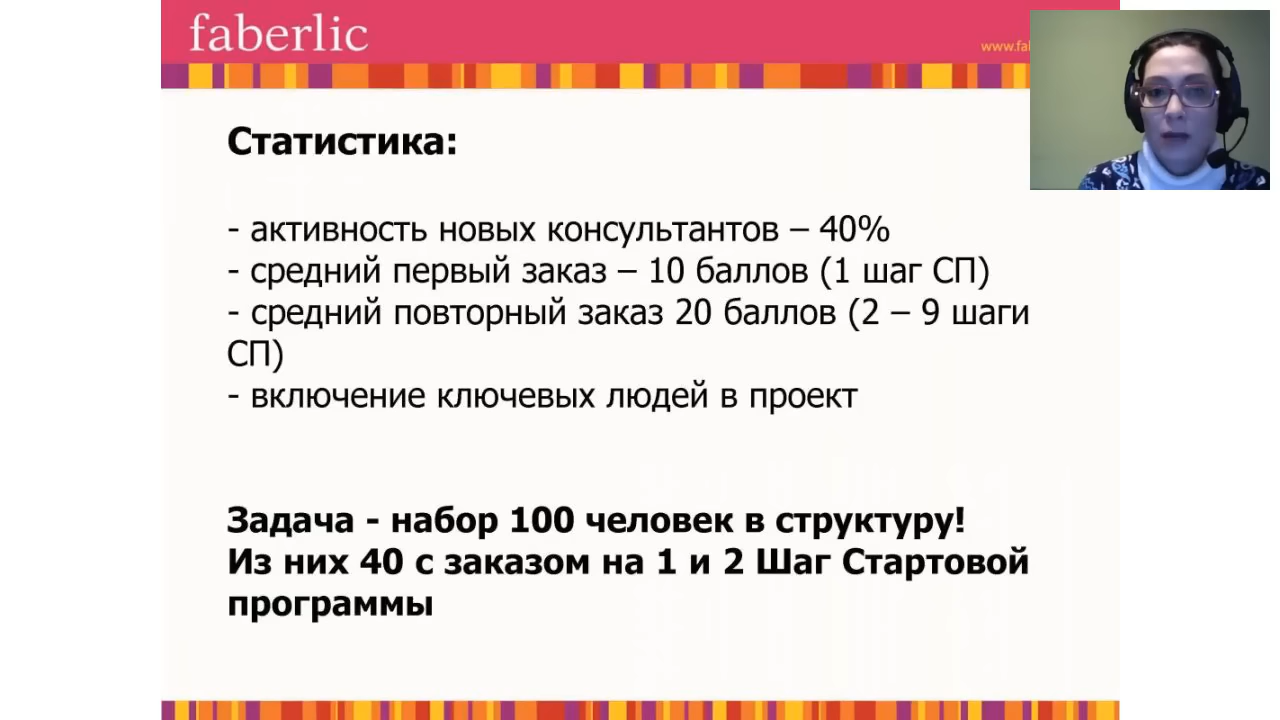 faberlic
Статистика:
- активность новых консультантов – 40%
- средний первый заказ – 10 баллов (1 шаг СП)
- средний повторный заказ 20 баллов (2 – 9 шаги
СП)
- включение ключевых людей в проект
Задача - набор 100 человек в структуру!
Из них 40 с заказом на 1 и 2 Шаг Стартовой
программы